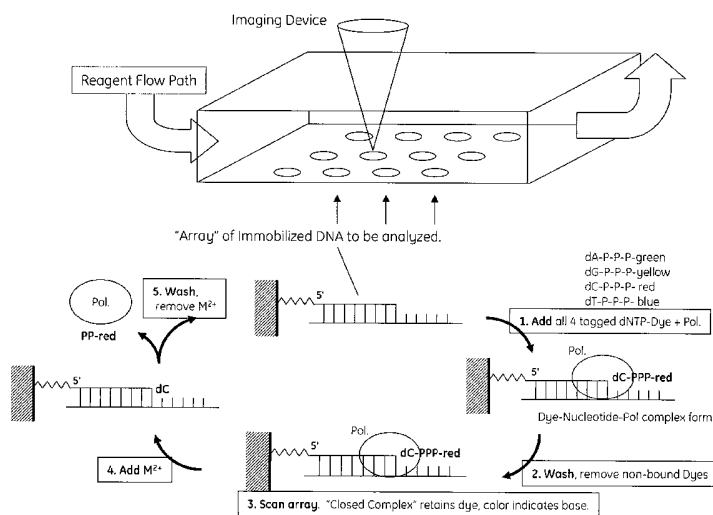 Imaging Device
Reagent Flow Path
"Array" of Immobilized DNA to be analyzed.
dA-P-P-P-green
dG-P-P-P-yellow
dC-P-P-P- red
dT-P-P-P- blue
1. Add all 4 tagged dNTP-Dye + Pol.
5'
Pol.
dC-PPP-red
5'
Dye-Nucleotide-Pol complex form
2. Wash, remove non-bound Dyes
Pol.
dC-PPP-red
5'
3. Scan array. "Closed Complex" retains dye, color indicates base.
4. Add M²⁺
5'
dC
Pol.
PP-red
5. Wash,
remove M²⁺